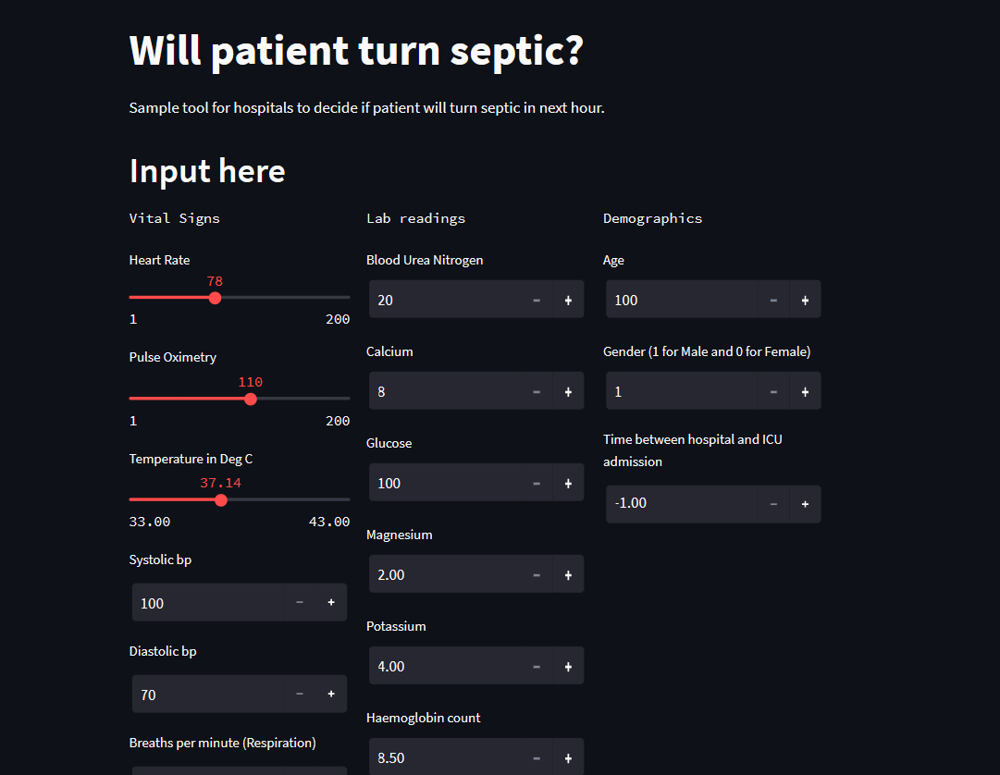 Will patient turn septic?
Sample tool for hospitals to decide if patient will turn septic in next hour.
Input here
Vital Signs
Heart Rate
78
1 200
Pulse Oximetry
110
1 200
Temperature in Deg C
37.14
33.00 43.00
Systolic bp
100
Diastolic bp
70
Breaths per minute (Respiration)
Lab readings
Blood Urea Nitrogen
20
Calcium
8
Glucose
100
Magnesium
2.00
Potassium
4.00
Haemoglobin count
8.50
Demographics
Age
100
Gender (1 for Male and 0 for Female)
1
Time between hospital and ICU
admission
-1.00